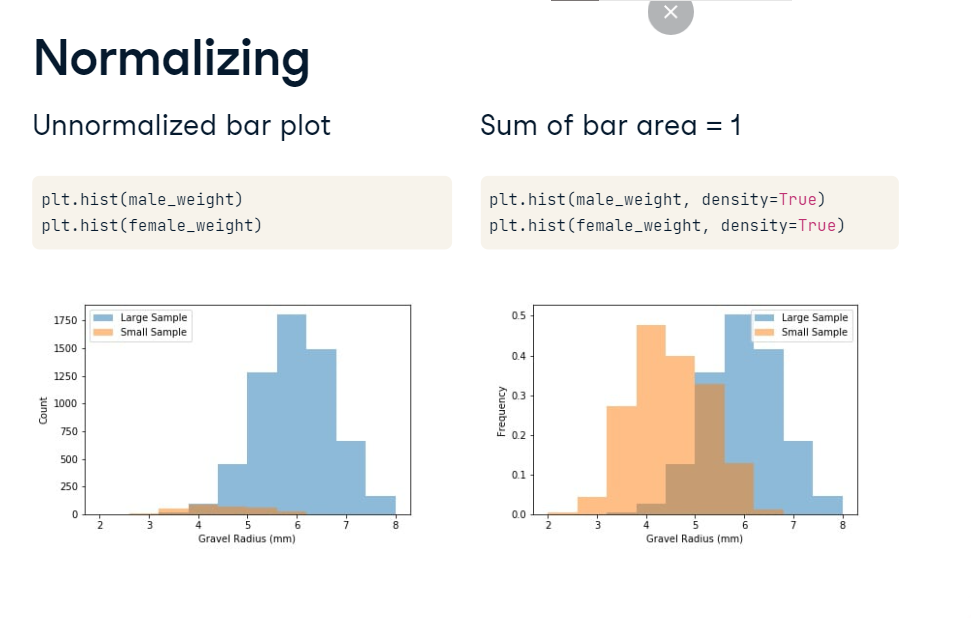 Normalizing
Unnormalized bar plot
plt.hist(male_weight)
plt.hist(female_weight)
1750
1500
1250
1000
750
500
250
0
Count
Large Sample
Small Sample
2 3 4 5 6 7 8
Gravel Radius (mm)
Sum of bar area = 1
plt.hist(male_weight, density=True)
plt.hist(female_weight, density=True)
0.5
0.4
0.3
0.2
0.1
0.0
Frequency
Large Sample
Small Sample
2 3 4 5 6 7 8
Gravel Radius (mm)